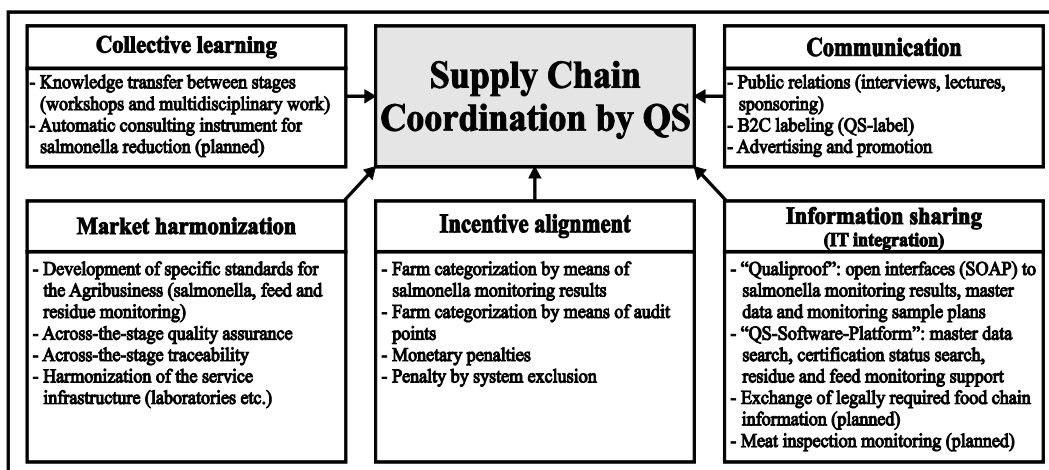 Collective learning
- Knowledge transfer between stages
(workshops and multidisciplinary work)
- Automatic consulting instrument for
salmonella reduction (planned)
Supply Chain
Coordination by QS
Communication
- Public relations (interviews, lectures,
sponsoring)
- B2C labeling (QS-label)
- Advertising and promotion
Market harmonization
- Development of specific standards for
the Agribusiness (salmonella, feed and
residue monitoring)
- Across-the-stage quality assurance
- Across-the-stage traceability
- Harmonization of the service
infrastructure (laboratories etc.)
Incentive alignment
- Farm categorization by means of
salmonella monitoring results
- Farm categorization by means of audit
points
- Monetary penalties
- Penalty by system exclusion
Information sharing
(IT integration)
- “Qualiproof”: open interfaces (SOAP) to
salmonella monitoring results, master
data and monitoring sample plans
- “QS-Software-Platform”: master data
search, certification status search,
residue and feed monitoring support
- Exchange of legally required food chain
information (planned)
- Meat inspection monitoring (planned)